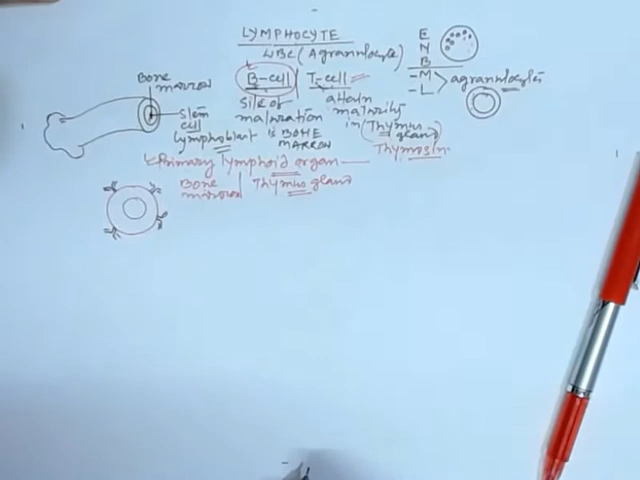 LYMPHOCYTE
WBC (Agranulocyte)
B-cell | T-cell
Site of maturation is BONE MARROW
attain maturity in (Thymus gland)
Thymosin
E
N
B
- M
- L
agranulocytes
Bone marrow
Stem cell
lymphoblast
Primary lymphoid organ
Bone marrow | Thymus gland